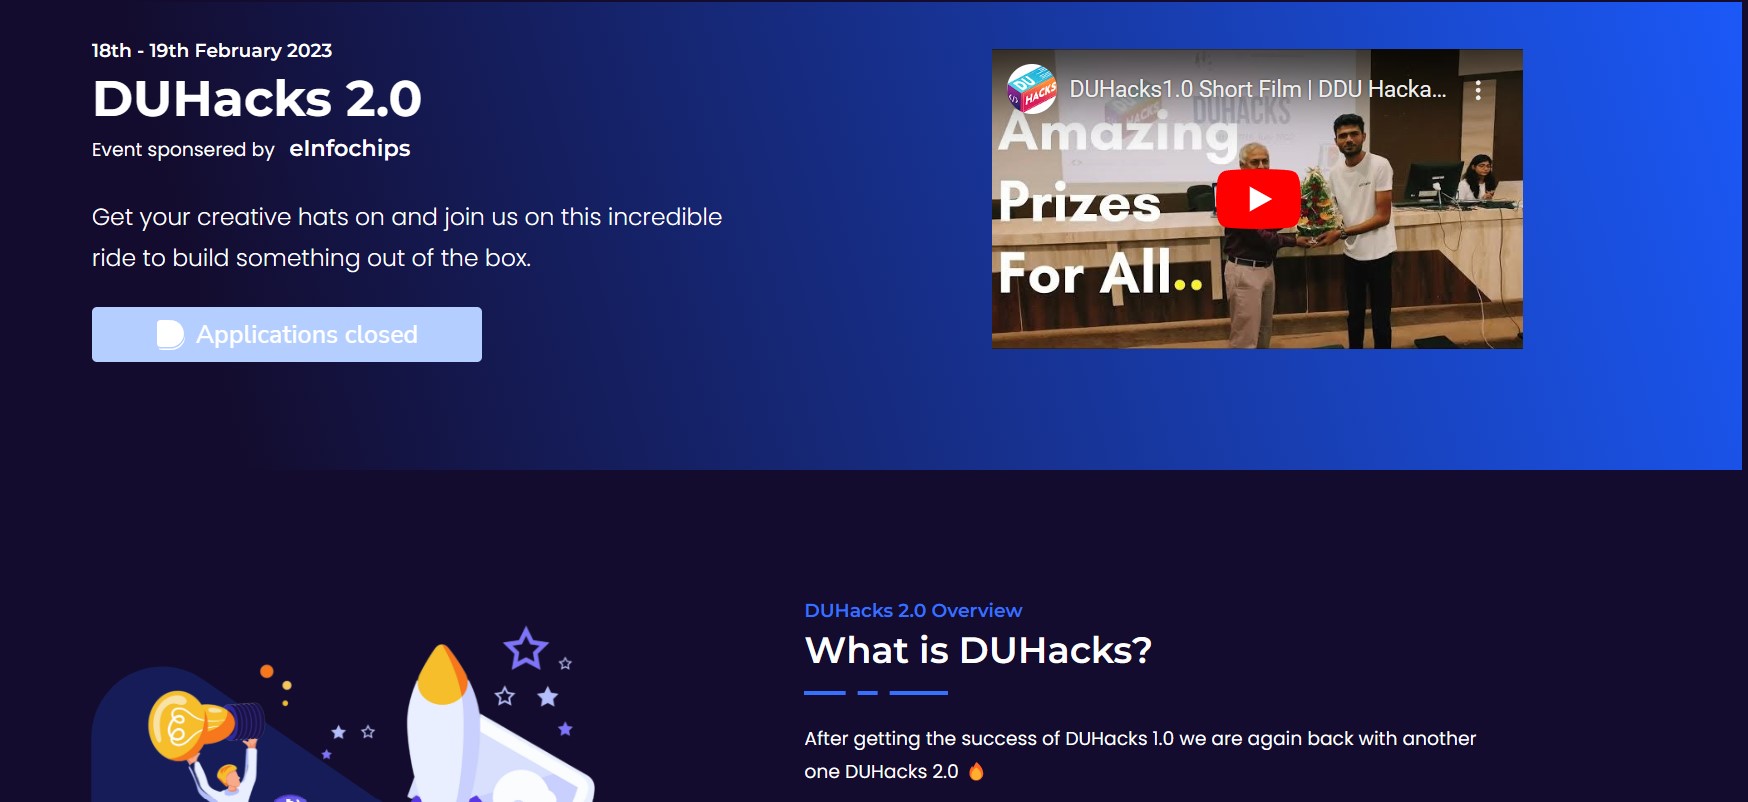 18th - 19th February 2023
DUHacks 2.0
Event sponsered by eInfochips
Get your creative hats on and join us on this incredible
ride to build something out of the box.
Applications closed
DU
HACKS
DUHacks1.0 Short Film | DDU Hacka...
DUHACKS
Amazing
Prizes
For All..
DUHacks 2.0 Overview
What is DUHacks?
After getting the success of DUHacks 1.0 we are again back with another
one DUHacks 2.0 🔥